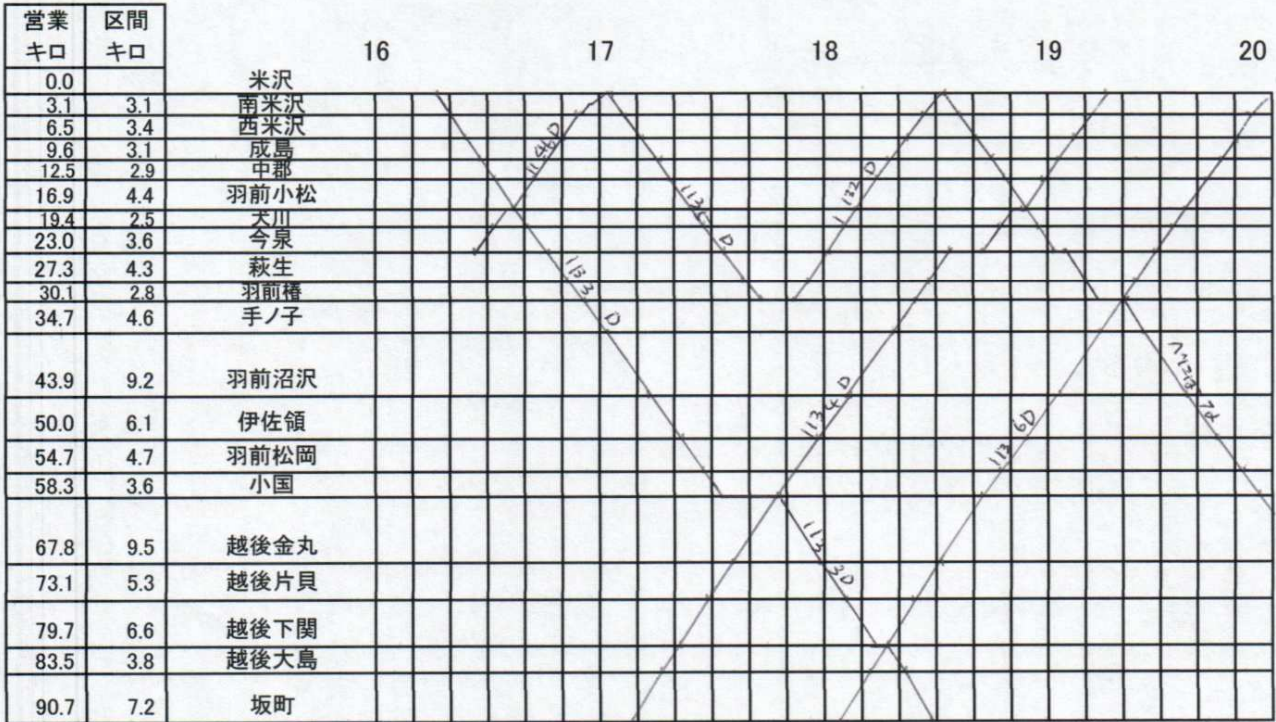 営業 区間
キロ キロ 16 17 18 19 20
0.0 米沢
3.1 3.1 南米沢
6.5 3.4 西米沢
9.6 3.1 成島
12.5 2.9 中郡
16.9 4.4 羽前小松
19.4 2.5 犬川
23.0 3.6 今泉
27.3 4.3 萩生
30.1 2.8 羽前椿
34.7 4.6 手ノ子
43.9 9.2 羽前沼沢
50.0 6.1 伊佐領
54.7 4.7 羽前松岡
58.3 3.6 小国
67.8 9.5 越後金丸
73.1 5.3 越後片貝
79.7 6.6 越後下関
83.5 3.8 越後大島
90.7 7.2 坂町
1133D
1132D
1134D
1136D
1133D